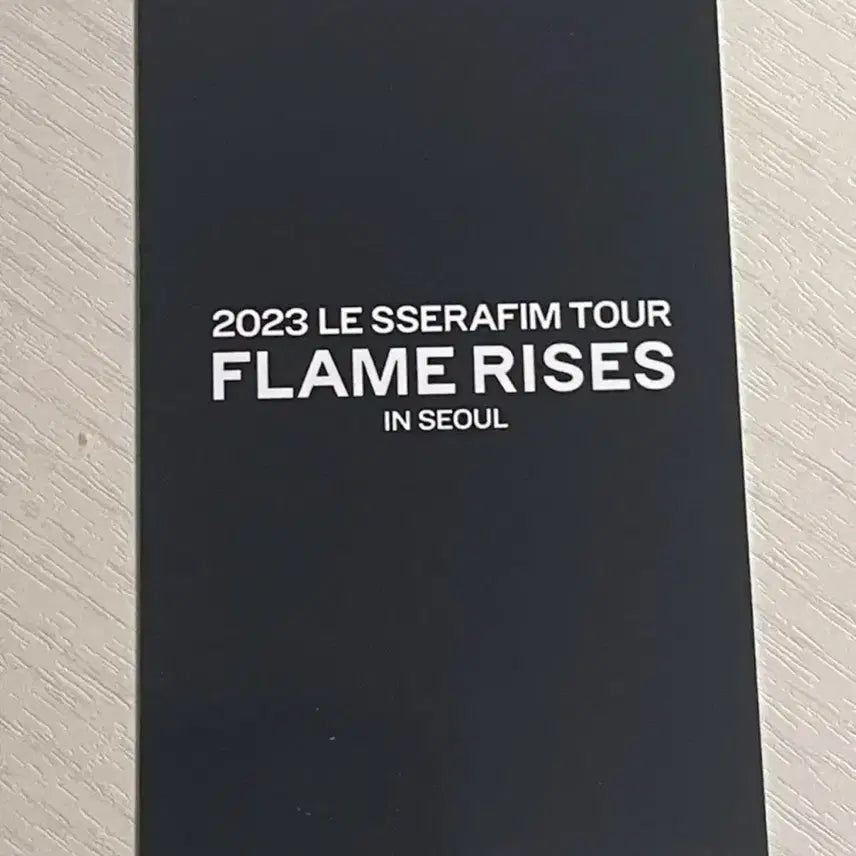 2023 LE SSERAFIM TOUR
FLAME RISES
IN SEOUL